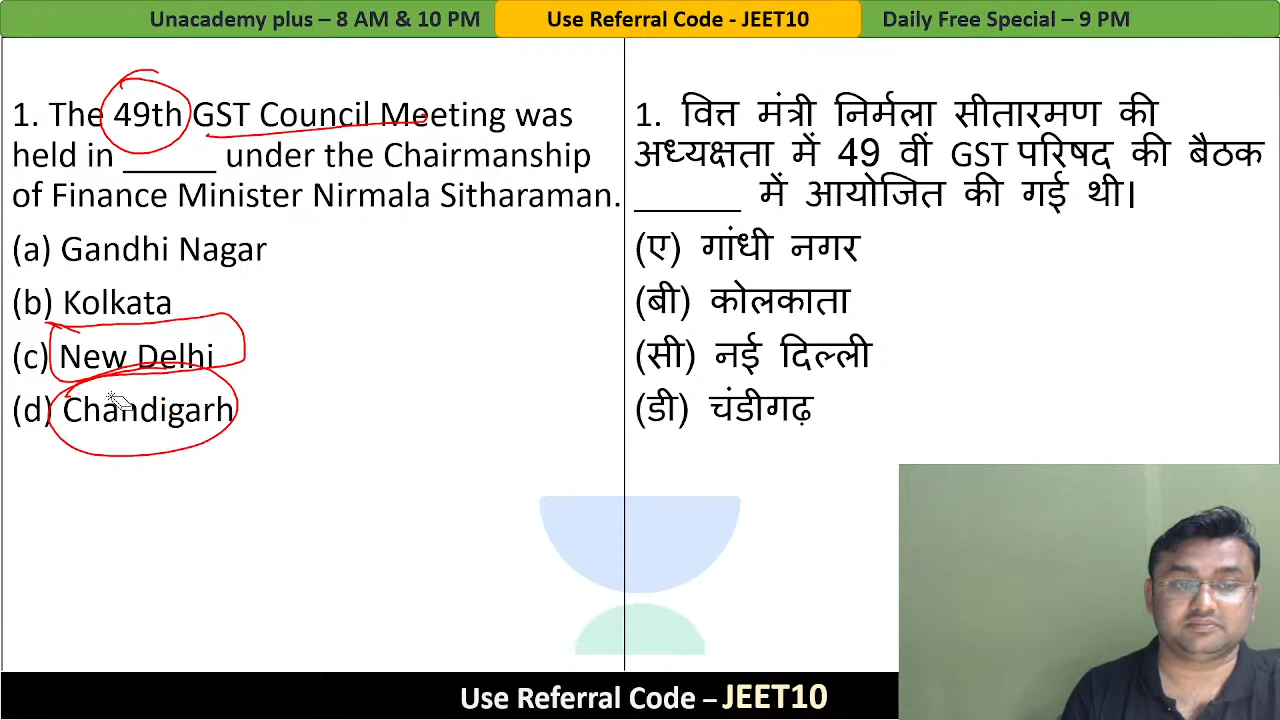 Unacademy plus – 8 AM & 10 PM
Use Referral Code - JEET10
Daily Free Special – 9 PM
1. The 49th GST Council Meeting was
held in _____ under the Chairmanship
of Finance Minister Nirmala Sitharaman.
(a) Gandhi Nagar
(b) Kolkata
(c) New Delhi
(d) Chandigarh
1. वित्त मंत्री निर्मला सीतारमण की
अध्यक्षता में 49 वीं GST परिषद की बैठक
______ में आयोजित की गई थी।
(ए) गांधी नगर
(बी) कोलकाता
(सी) नई दिल्ली
(डी) चंडीगढ़
Use Referral Code – JEET10